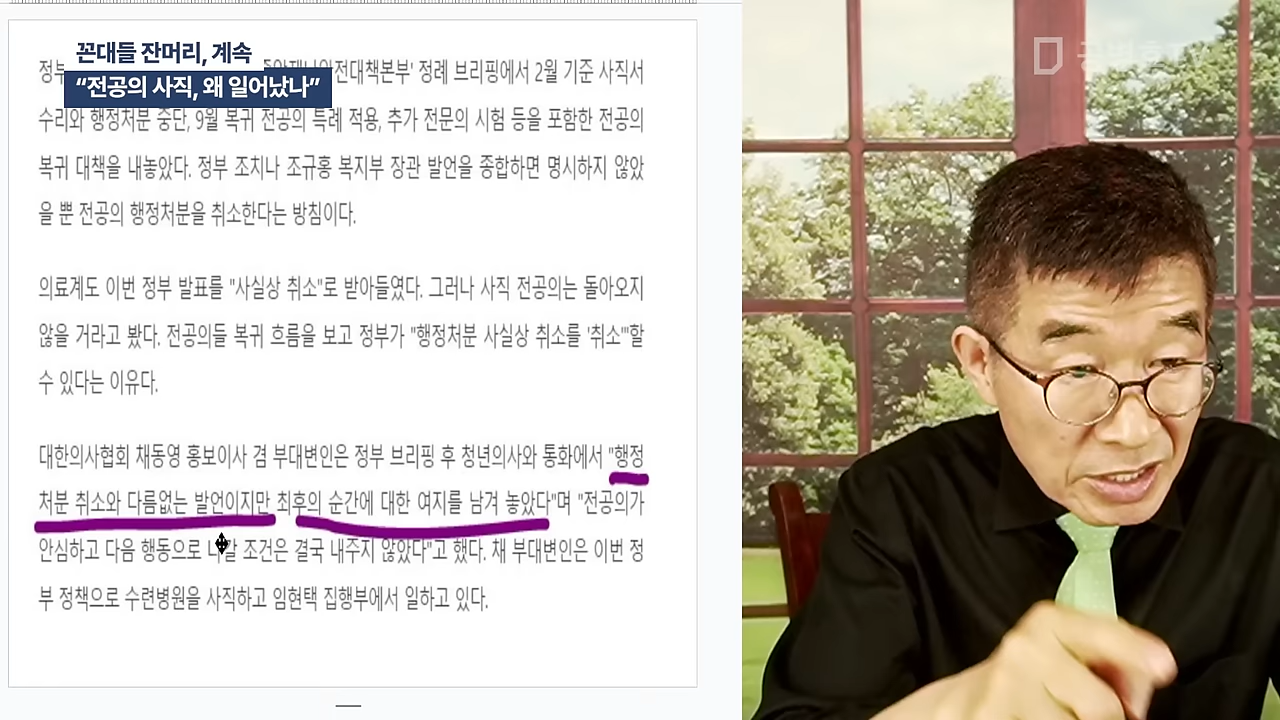 꼰대들 잔머리, 계속
“전공의 사직, 왜 일어났나”
정부 전대책본부' 정례 브리핑에서 2월 기준 사직서
수리와 행정처분 중단, 9월 복귀 전공의 특례 적용, 추가 전문의 시험 등을 포함한 전공의
복귀 대책을 내놓았다. 정부 조치나 조규홍 복지부 장관 발언을 종합하면 명시하지 않았
을 뿐 전공의 행정처분을 취소한다는 방침이다.
의료계도 이번 정부 발표를 "사실상 취소"로 받아들였다. 그러나 사직 전공의는 돌아오지
않을 거라고 봤다. 전공의들 복귀 흐름을 보고 정부가 "행정처분 사실상 취소를 '취소'"할
수 있다는 이유다.
대한의사협회 채동영 홍보이사 겸 부대변인은 정부 브리핑 후 청년의사와 통화에서 "행정
처분 취소와 다름없는 발언이지만 최후의 순간에 대한 여지를 남겨 놓았다"며 "전공의가
안심하고 다음 행동으로 나갈 조건은 결국 내주지 않았다"고 했다. 채 부대변인은 이번 정
부 정책으로 수련병원을 사직하고 임현택 집행부에서 일하고 있다.